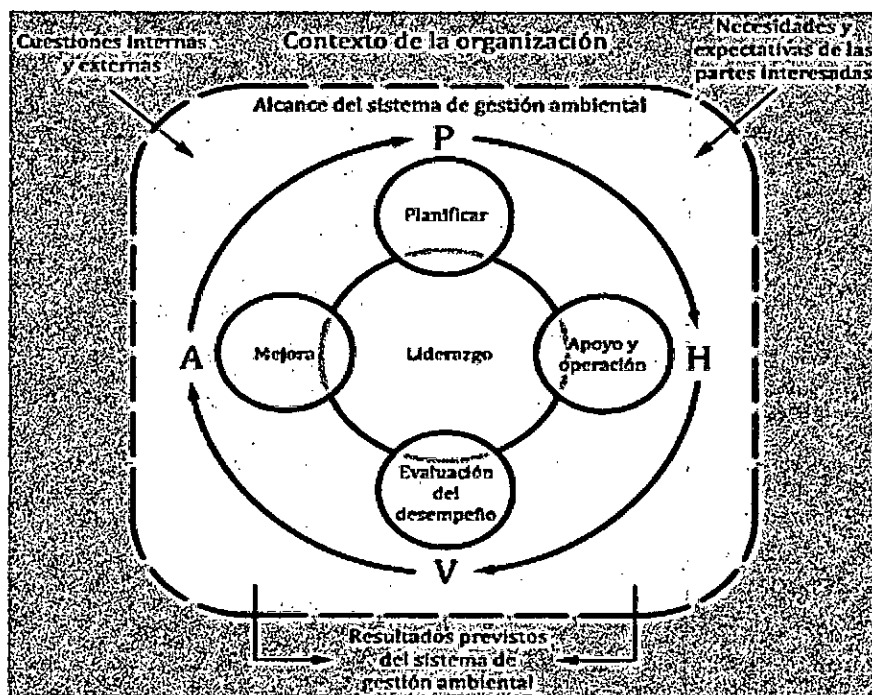 Cuestiones internas
y externas
Contexto de la organización
Necesidades y
expectativas de las
partes interesadas
Alcance del sistema de gestión ambiental
P
Planificar
A
Mejora
Liderazgo
Apoyo y
operación
H
Evaluación
del
desempeño
V
Resultados previstos
del sistema de
gestión ambiental